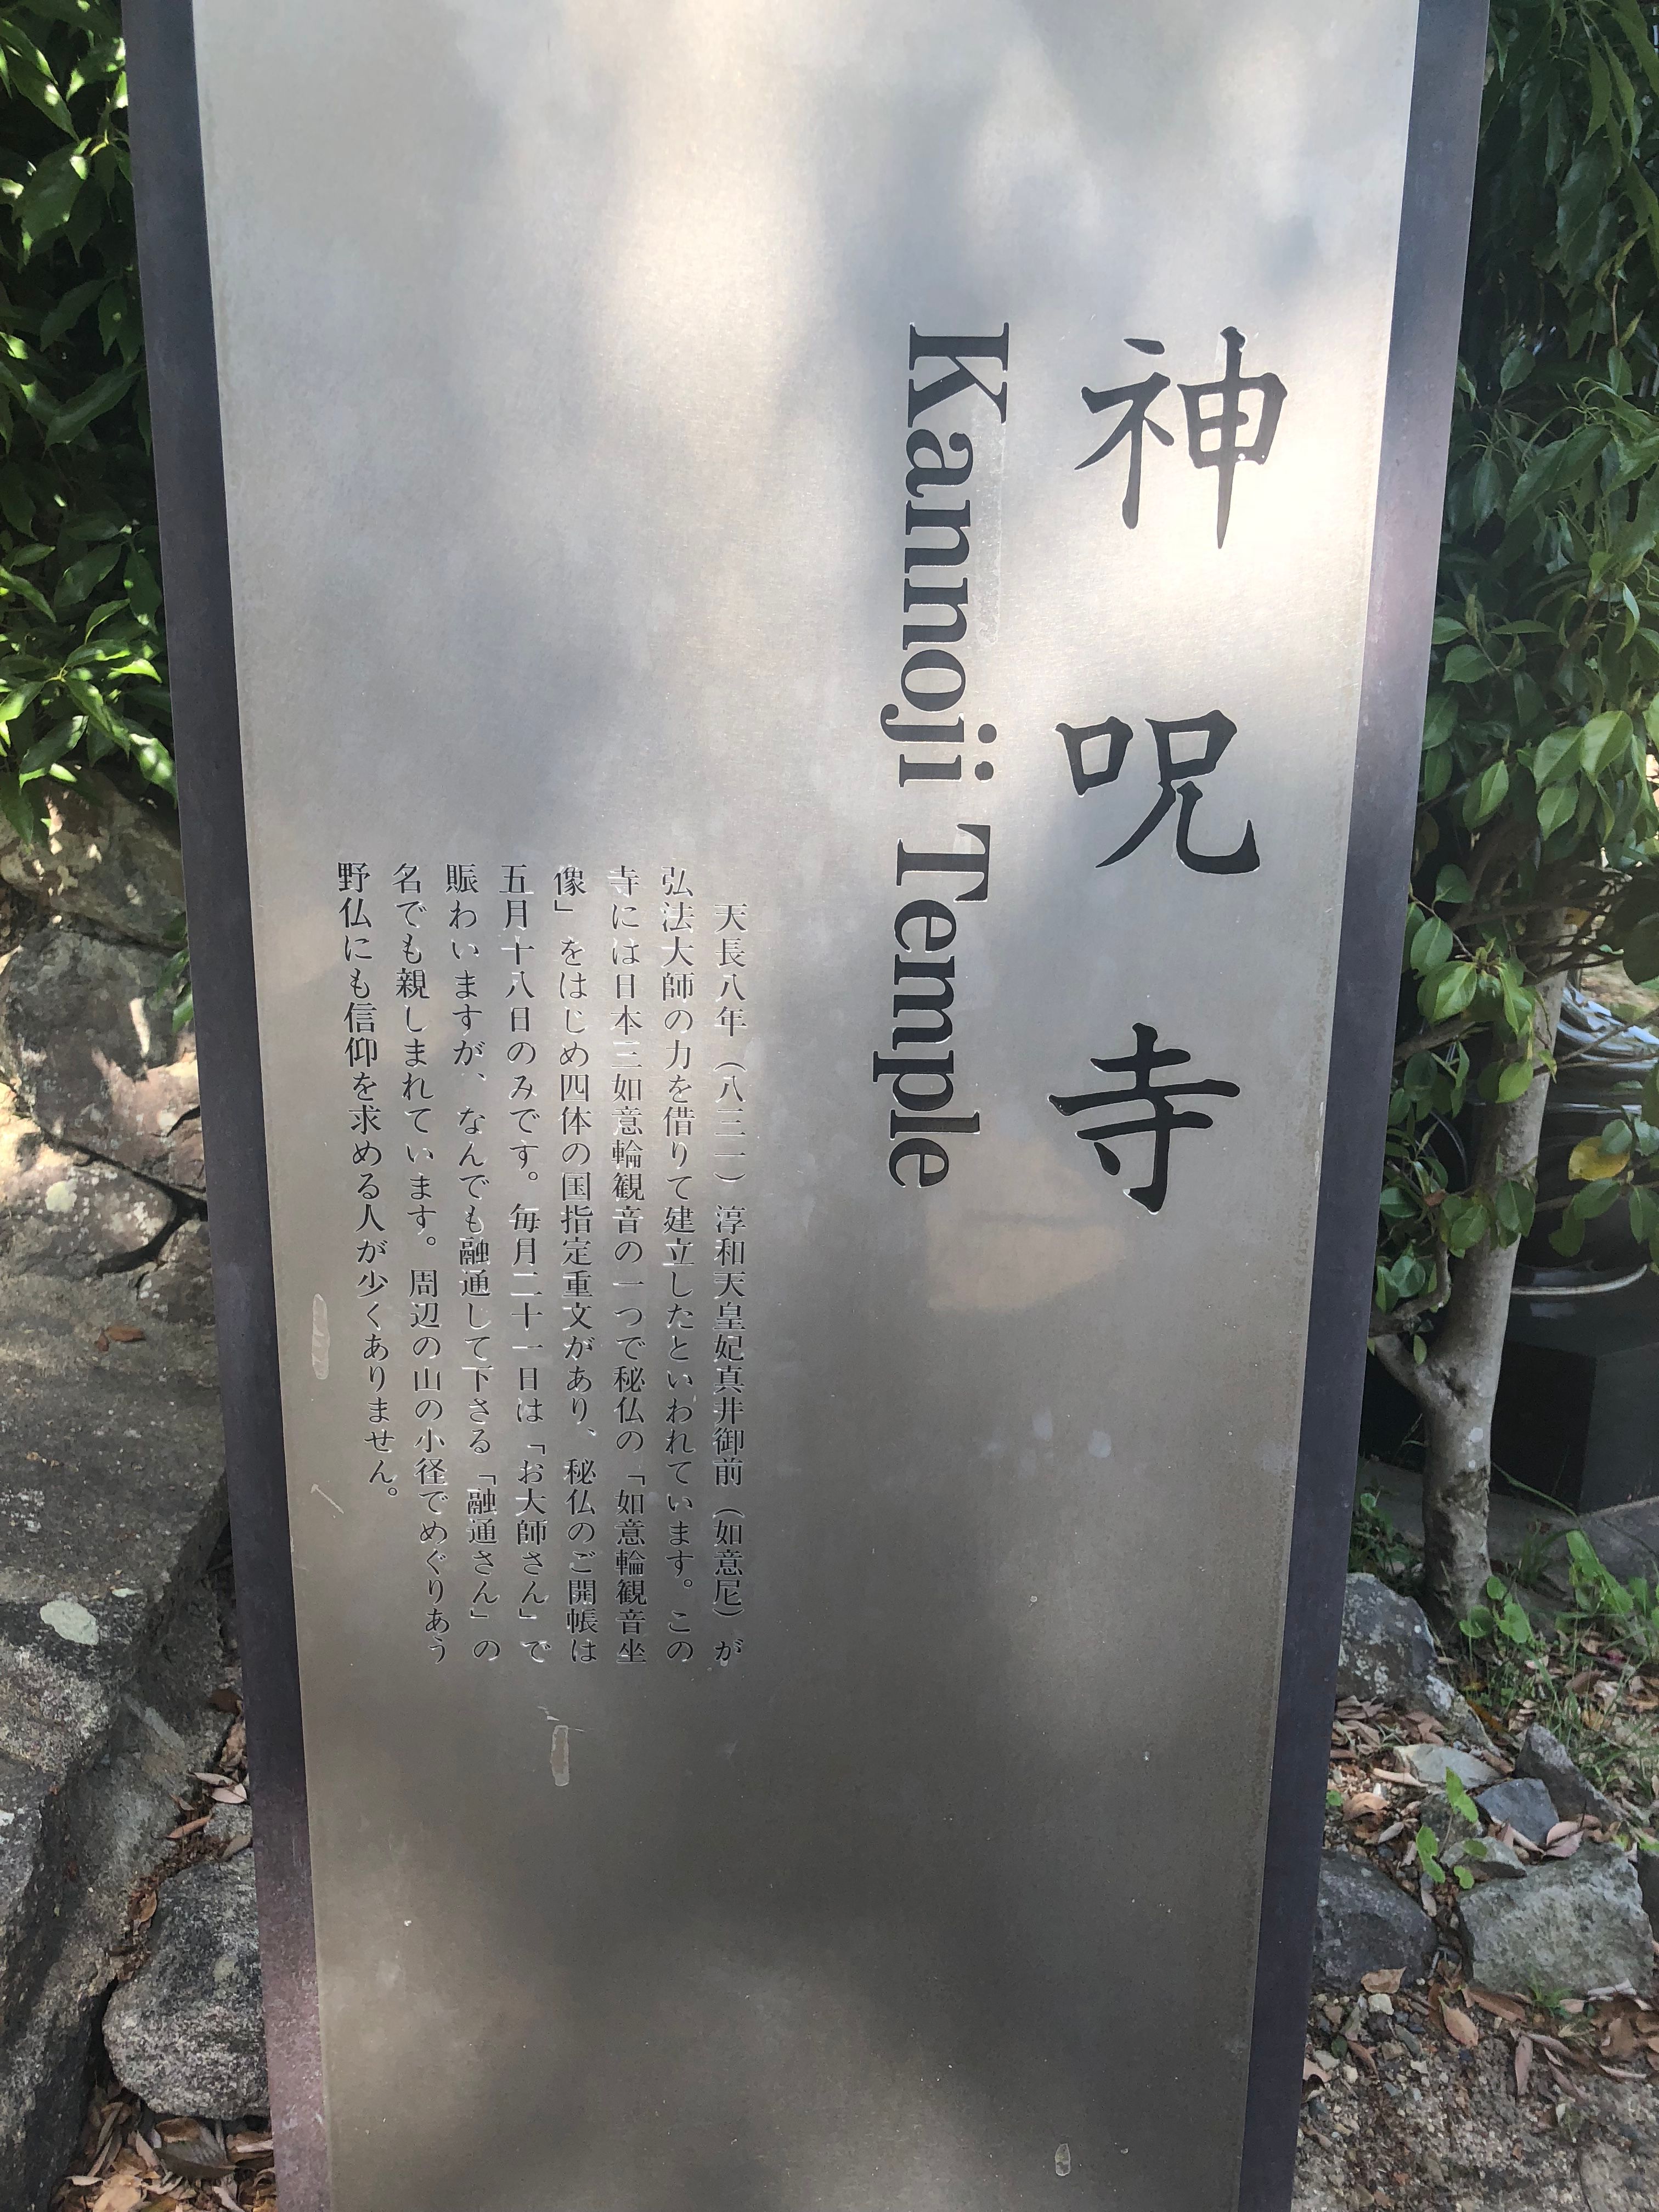 神呪寺
Kannoji Temple
天長八年（八三一）淳和天皇妃真井御前（如意尼）が
弘法大師の力を借りて建立したといわれています。この
寺には日本三如意輪観音の一つで秘仏の「如意輪観音坐
像」をはじめ四体の国指定重文があり、秘仏のご開帳は
五月十八日のみです。毎月二十一日は「お大師さん」で
賑わいますが、なんでも融通して下さる「融通さん」の
名でも親しまれています。周辺の山の小径でめぐりあう
野仏にも信仰を求める人が少くありません。